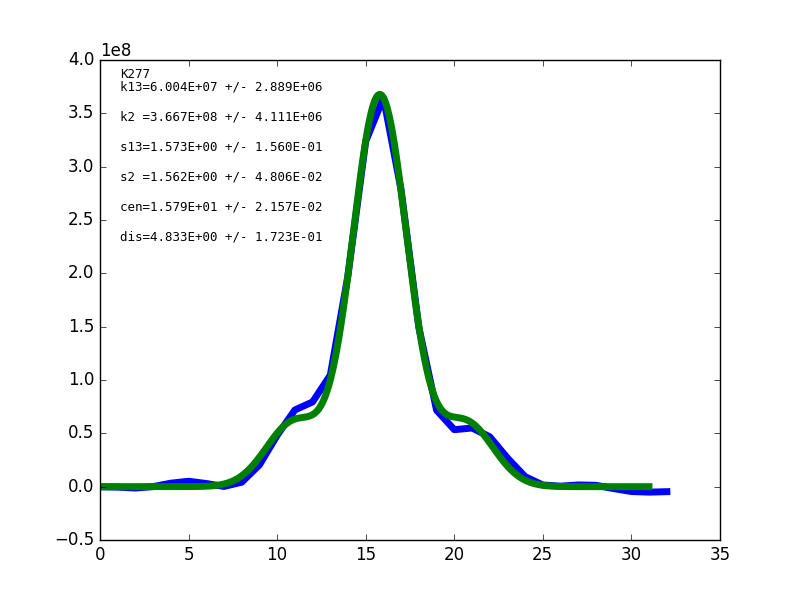 1e8
4.0
K277
k13=6.004E+07 +/- 2.889E+06
3.5
k2 =3.667E+08 +/- 4.111E+06
s13=1.573E+00 +/- 1.560E-01
3.0
s2 =1.562E+00 +/- 4.806E-02
cen=1.579E+01 +/- 2.157E-02
2.5
dis=4.833E+00 +/- 1.723E-01
2.0
1.5
1.0
0.5
0.0
−0.5
0 5 10 15 20 25 30 35